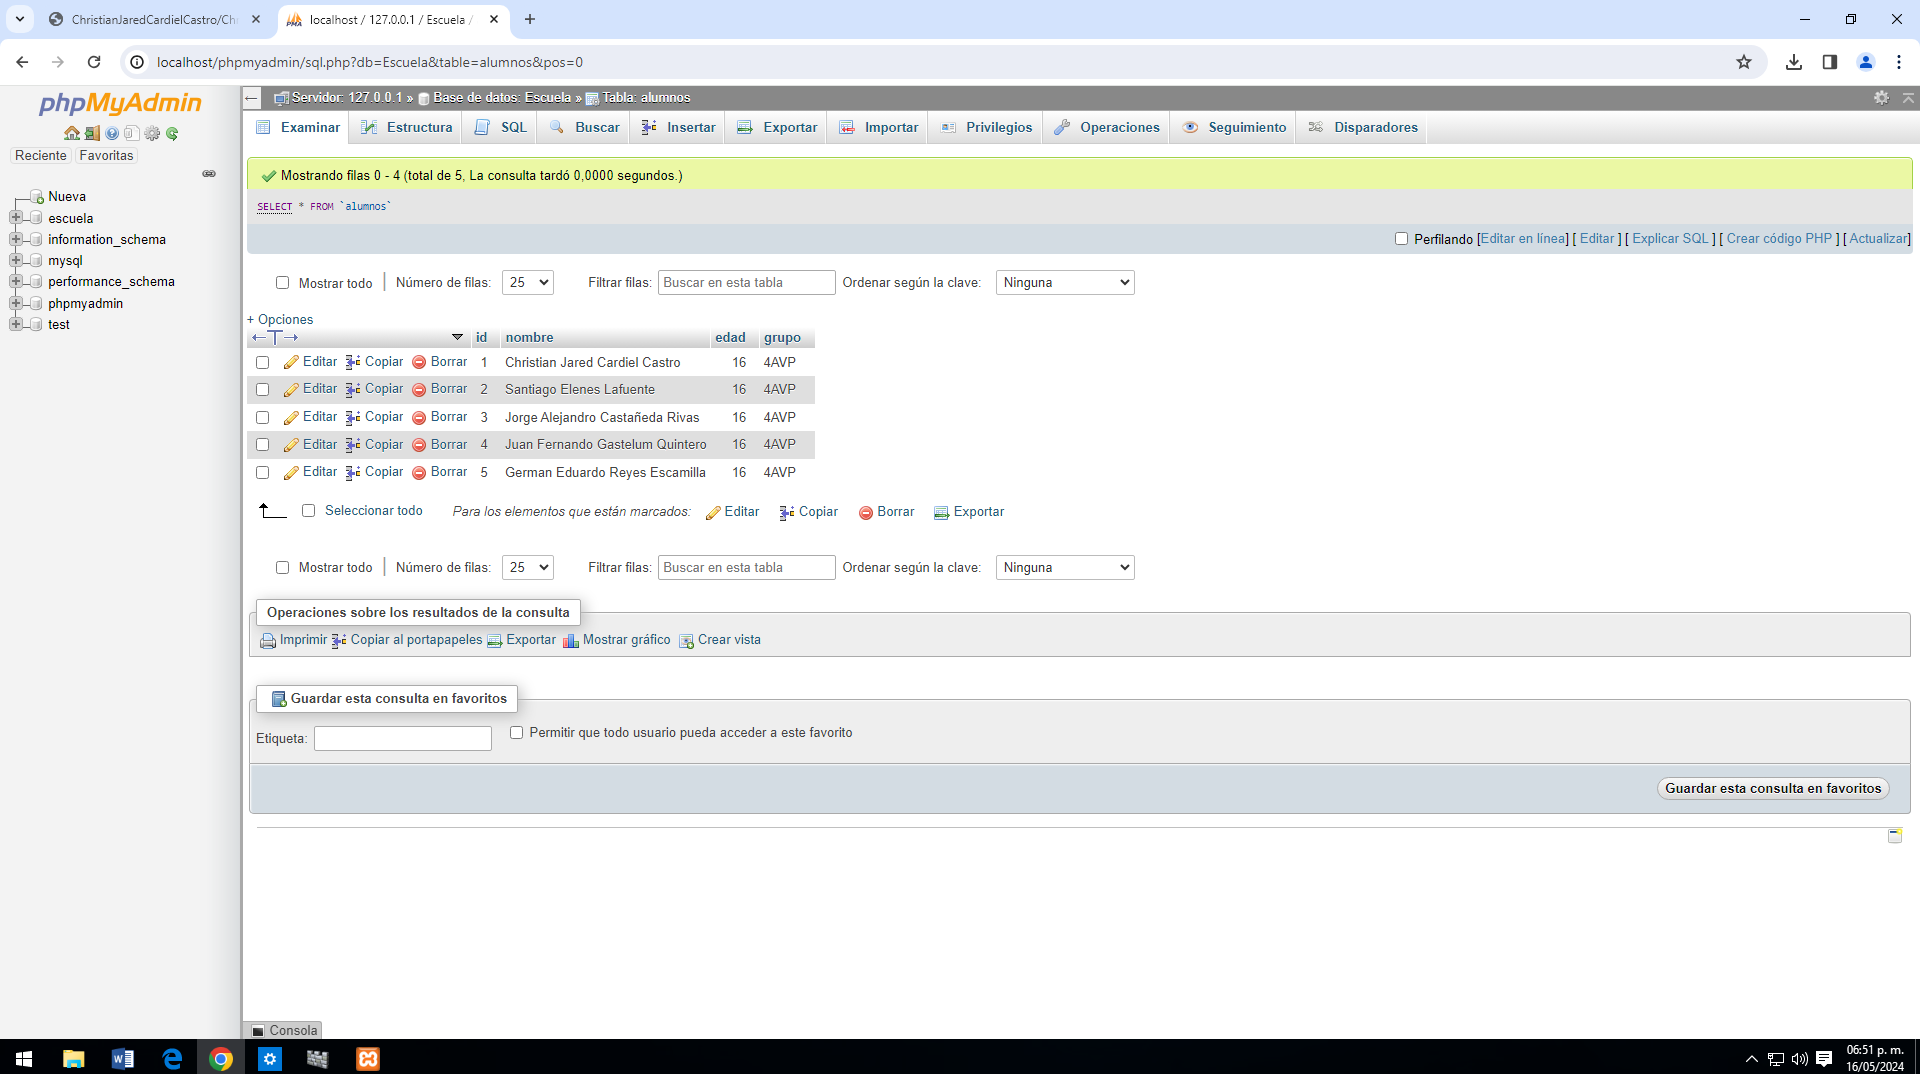 ChristianJaredCardielCastro/Ch
localhost / 127.0.0.1 / Escuela /
localhost/phpmyadmin/sql.php?db=Escuela&table=alumnos&pos=0
phpMyAdmin
Reciente Favoritas
Nueva
escuela
information_schema
mysql
performance_schema
phpmyadmin
test
Servidor: 127.0.0.1 » Base de datos: Escuela » Tabla: alumnos
Examinar Estructura SQL Buscar Insertar Exportar Importar Privilegios Operaciones Seguimiento Disparadores
Mostrando filas 0 - 4 (total de 5, La consulta tardó 0,0000 segundos.)
SELECT * FROM `alumnos`
Perfilando [Editar en línea] [ Editar ] [ Explicar SQL ] [ Crear código PHP ] [ Actualizar]
Mostrar todo | Número de filas: 25 Filtrar filas: Buscar en esta tabla Ordenar según la clave: Ninguna
+ Opciones
←T→ id nombre edad grupo
Editar Copiar Borrar 1 Christian Jared Cardiel Castro 16 4AVP
Editar Copiar Borrar 2 Santiago Elenes Lafuente 16 4AVP
Editar Copiar Borrar 3 Jorge Alejandro Castañeda Rivas 16 4AVP
Editar Copiar Borrar 4 Juan Fernando Gastelum Quintero 16 4AVP
Editar Copiar Borrar 5 German Eduardo Reyes Escamilla 16 4AVP
Seleccionar todo Para los elementos que están marcados: Editar Copiar Borrar Exportar
Mostrar todo | Número de filas: 25 Filtrar filas: Buscar en esta tabla Ordenar según la clave: Ninguna
Operaciones sobre los resultados de la consulta
Imprimir Copiar al portapapeles Exportar Mostrar gráfico Crear vista
Guardar esta consulta en favoritos
Etiqueta: Permitir que todo usuario pueda acceder a este favorito
Guardar esta consulta en favoritos
Consola
06:51 p. m.
16/05/2024